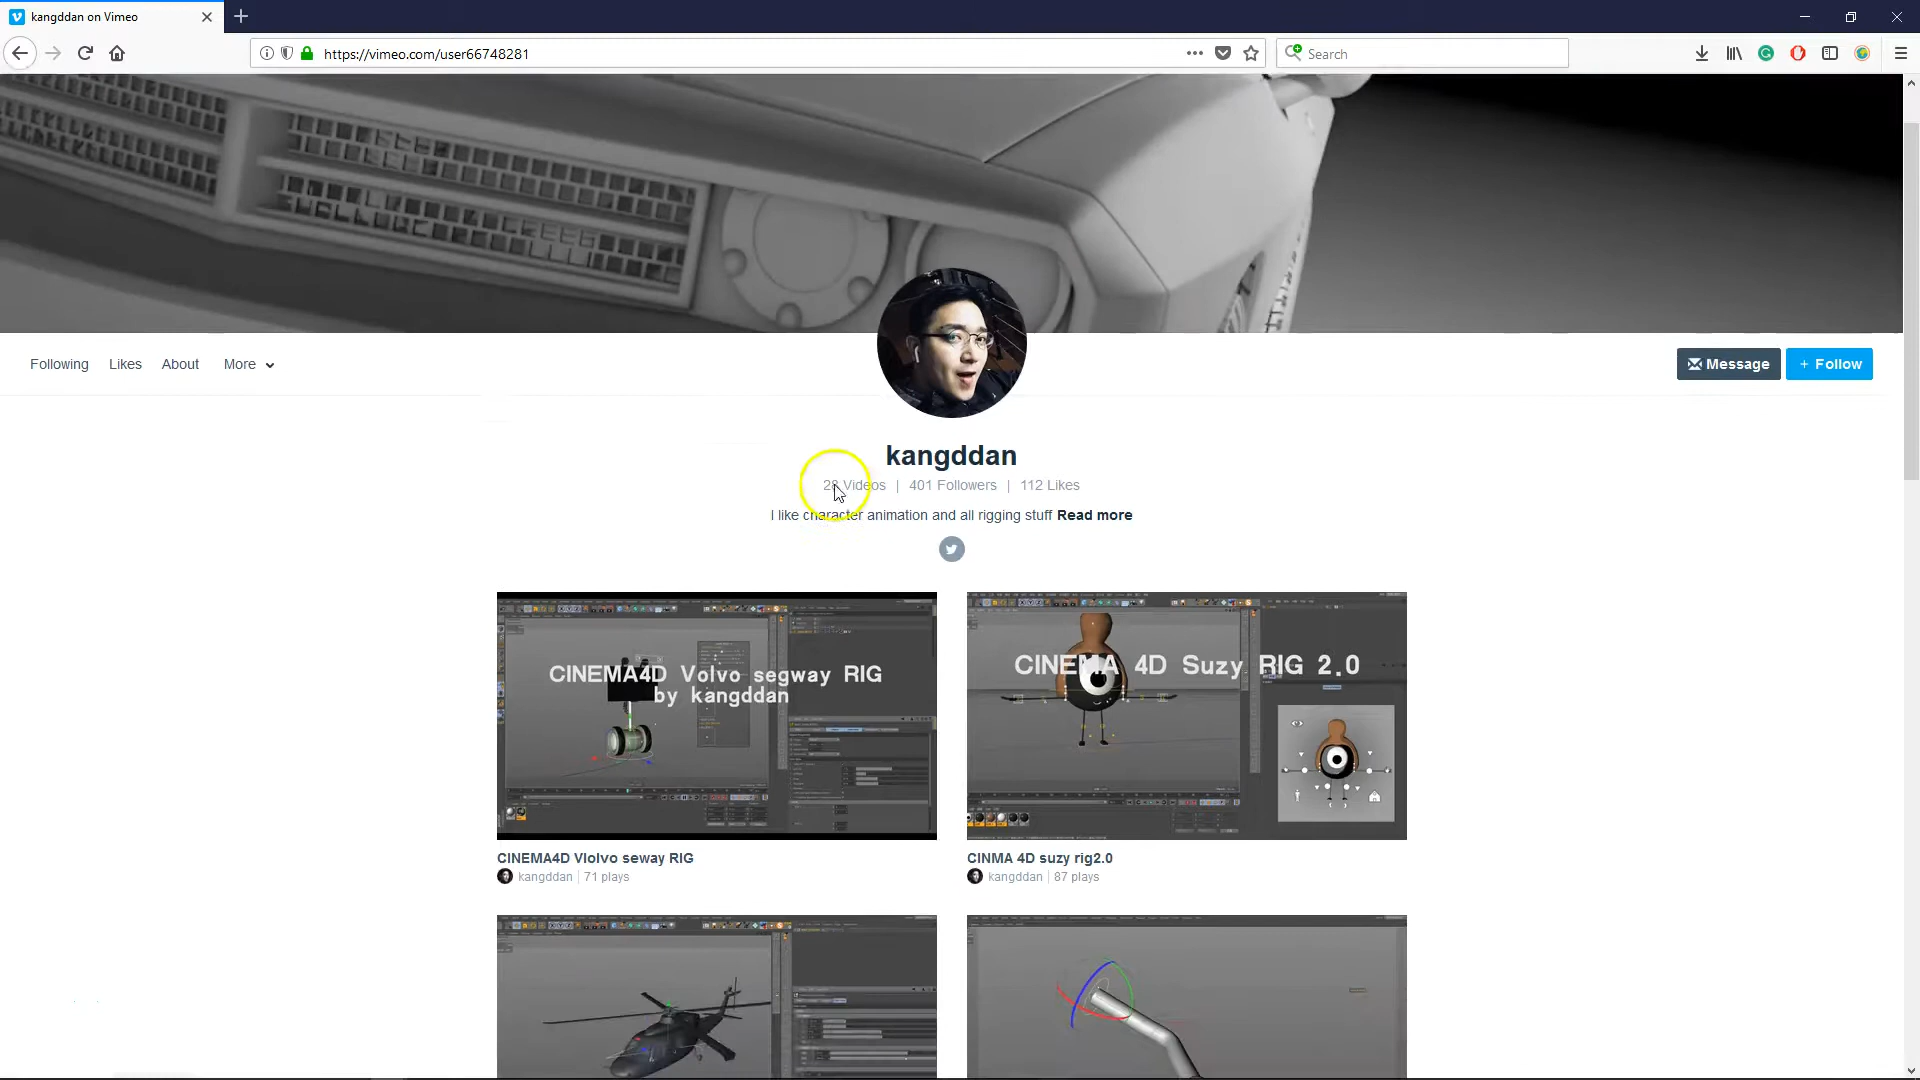 kangddan on Vimeo
https://vimeo.com/user66748281
Search
Following Likes About More
Message + Follow
kangddan
28 Videos | 401 Followers | 112 Likes
I like character animation and all rigging stuff Read more
CINEMA4D Volvo segway RIG
by kangddan
CINEMA 4D Suzy RIG 2.0
CINEMA4D Vlolvo seway RIG
kangddan | 71 plays
CINMA 4D suzy rig2.0
kangddan | 87 plays